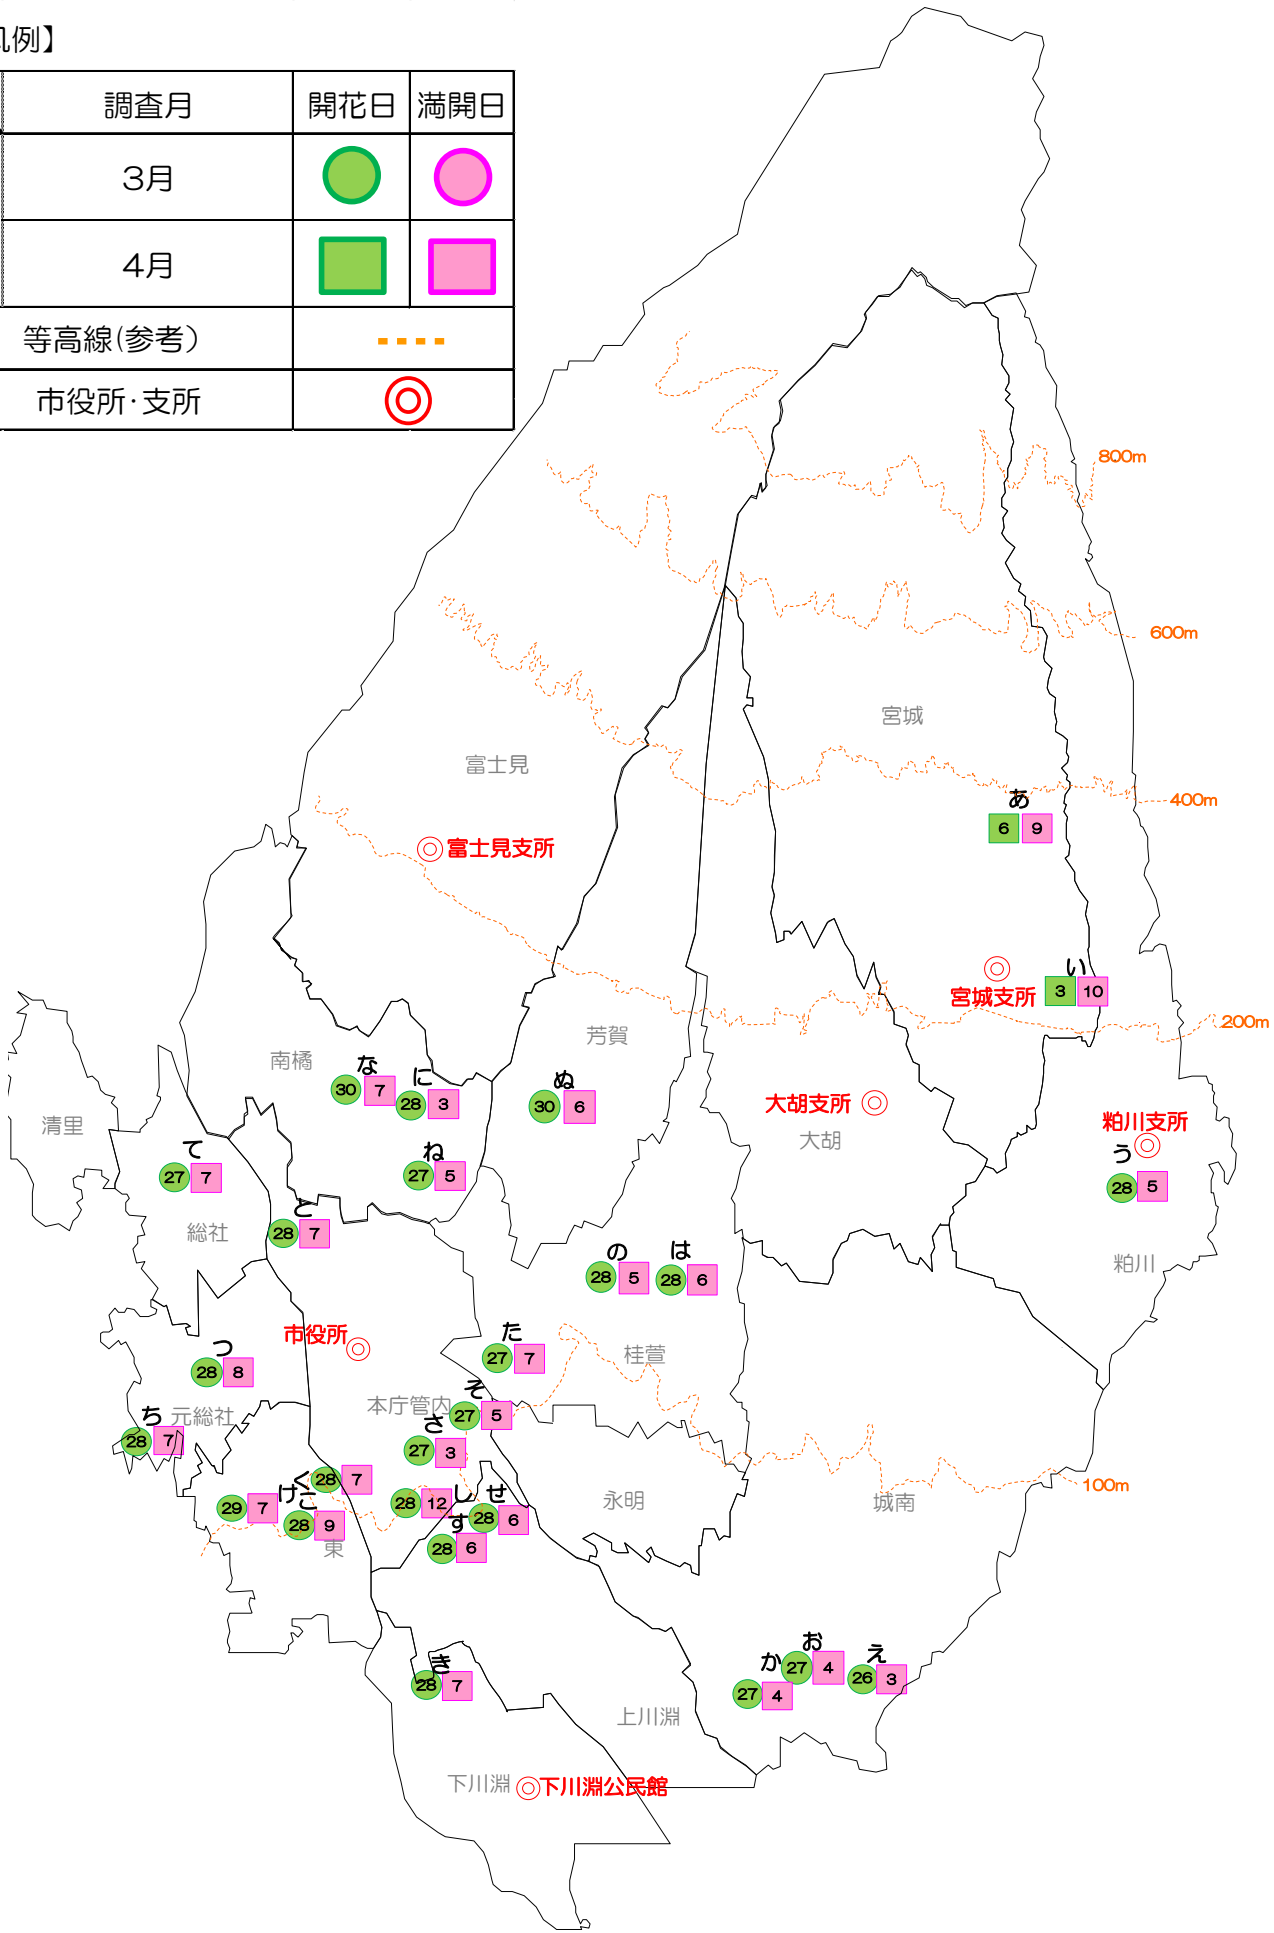 凡例】
調査月 開花日 満開日
3月
4月
等高線(参考)
市役所・支所
800m
600m
宮城
富士見
400m
あ
6 9
富士見支所
い
3 10
宮城支所
200m
芳賀
南橘
な
30 7
に
28 3
ぬ
30 6
大胡支所
大胡
清里
粕川支所
う
28 5
て
27 7
ね
27 5
と
28 7
総社
の
28 5
は
28 6
粕川
市役所
た
27 7
桂萱
つ
28 8
そ
27 5
本庁管内
元総社
ち
28 7
さ
27 3
100m
く
28 7
け
29 7
こ
28 9
し
28 12
せ
28 6
す
28 6
永明
城南
東
お
27 4
え
26 3
か
27 4
き
28 7
上川淵
下川淵
下川淵公民館